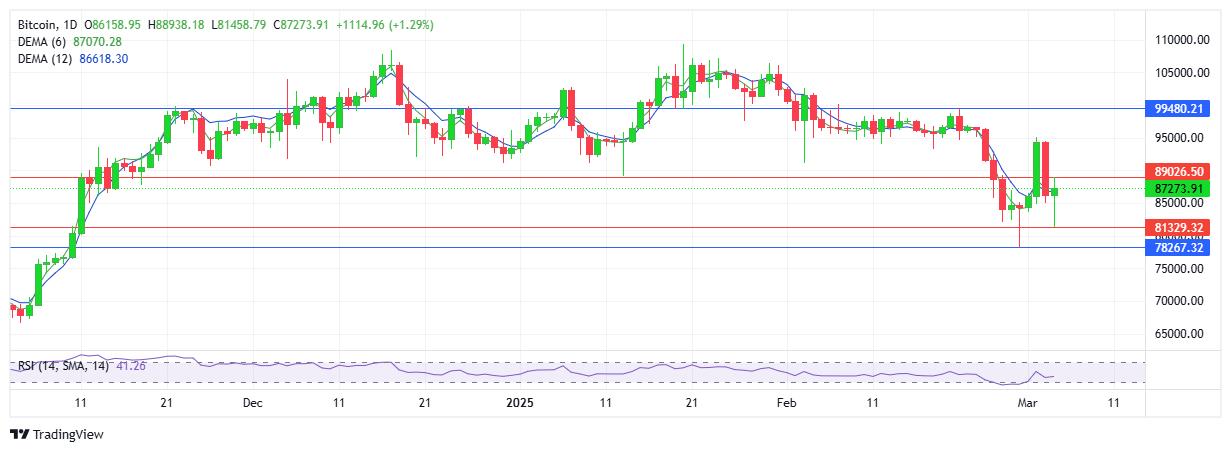 Bitcoin, 1D O86158.95 H88938.18 L81458.79 C87273.91 +1114.96 (+1.29%)
DEMA (6) 87070.28
DEMA (12) 86618.30
110000.00
105000.00
99480.21
95000.00
89026.50
87273.91
85000.00
81329.32
78267.32
75000.00
70000.00
65000.00
RSI (14, SMA, 14) 41.26
11 21 Dec 11 21 2025 11 21 Feb 11 Mar 11
TradingView